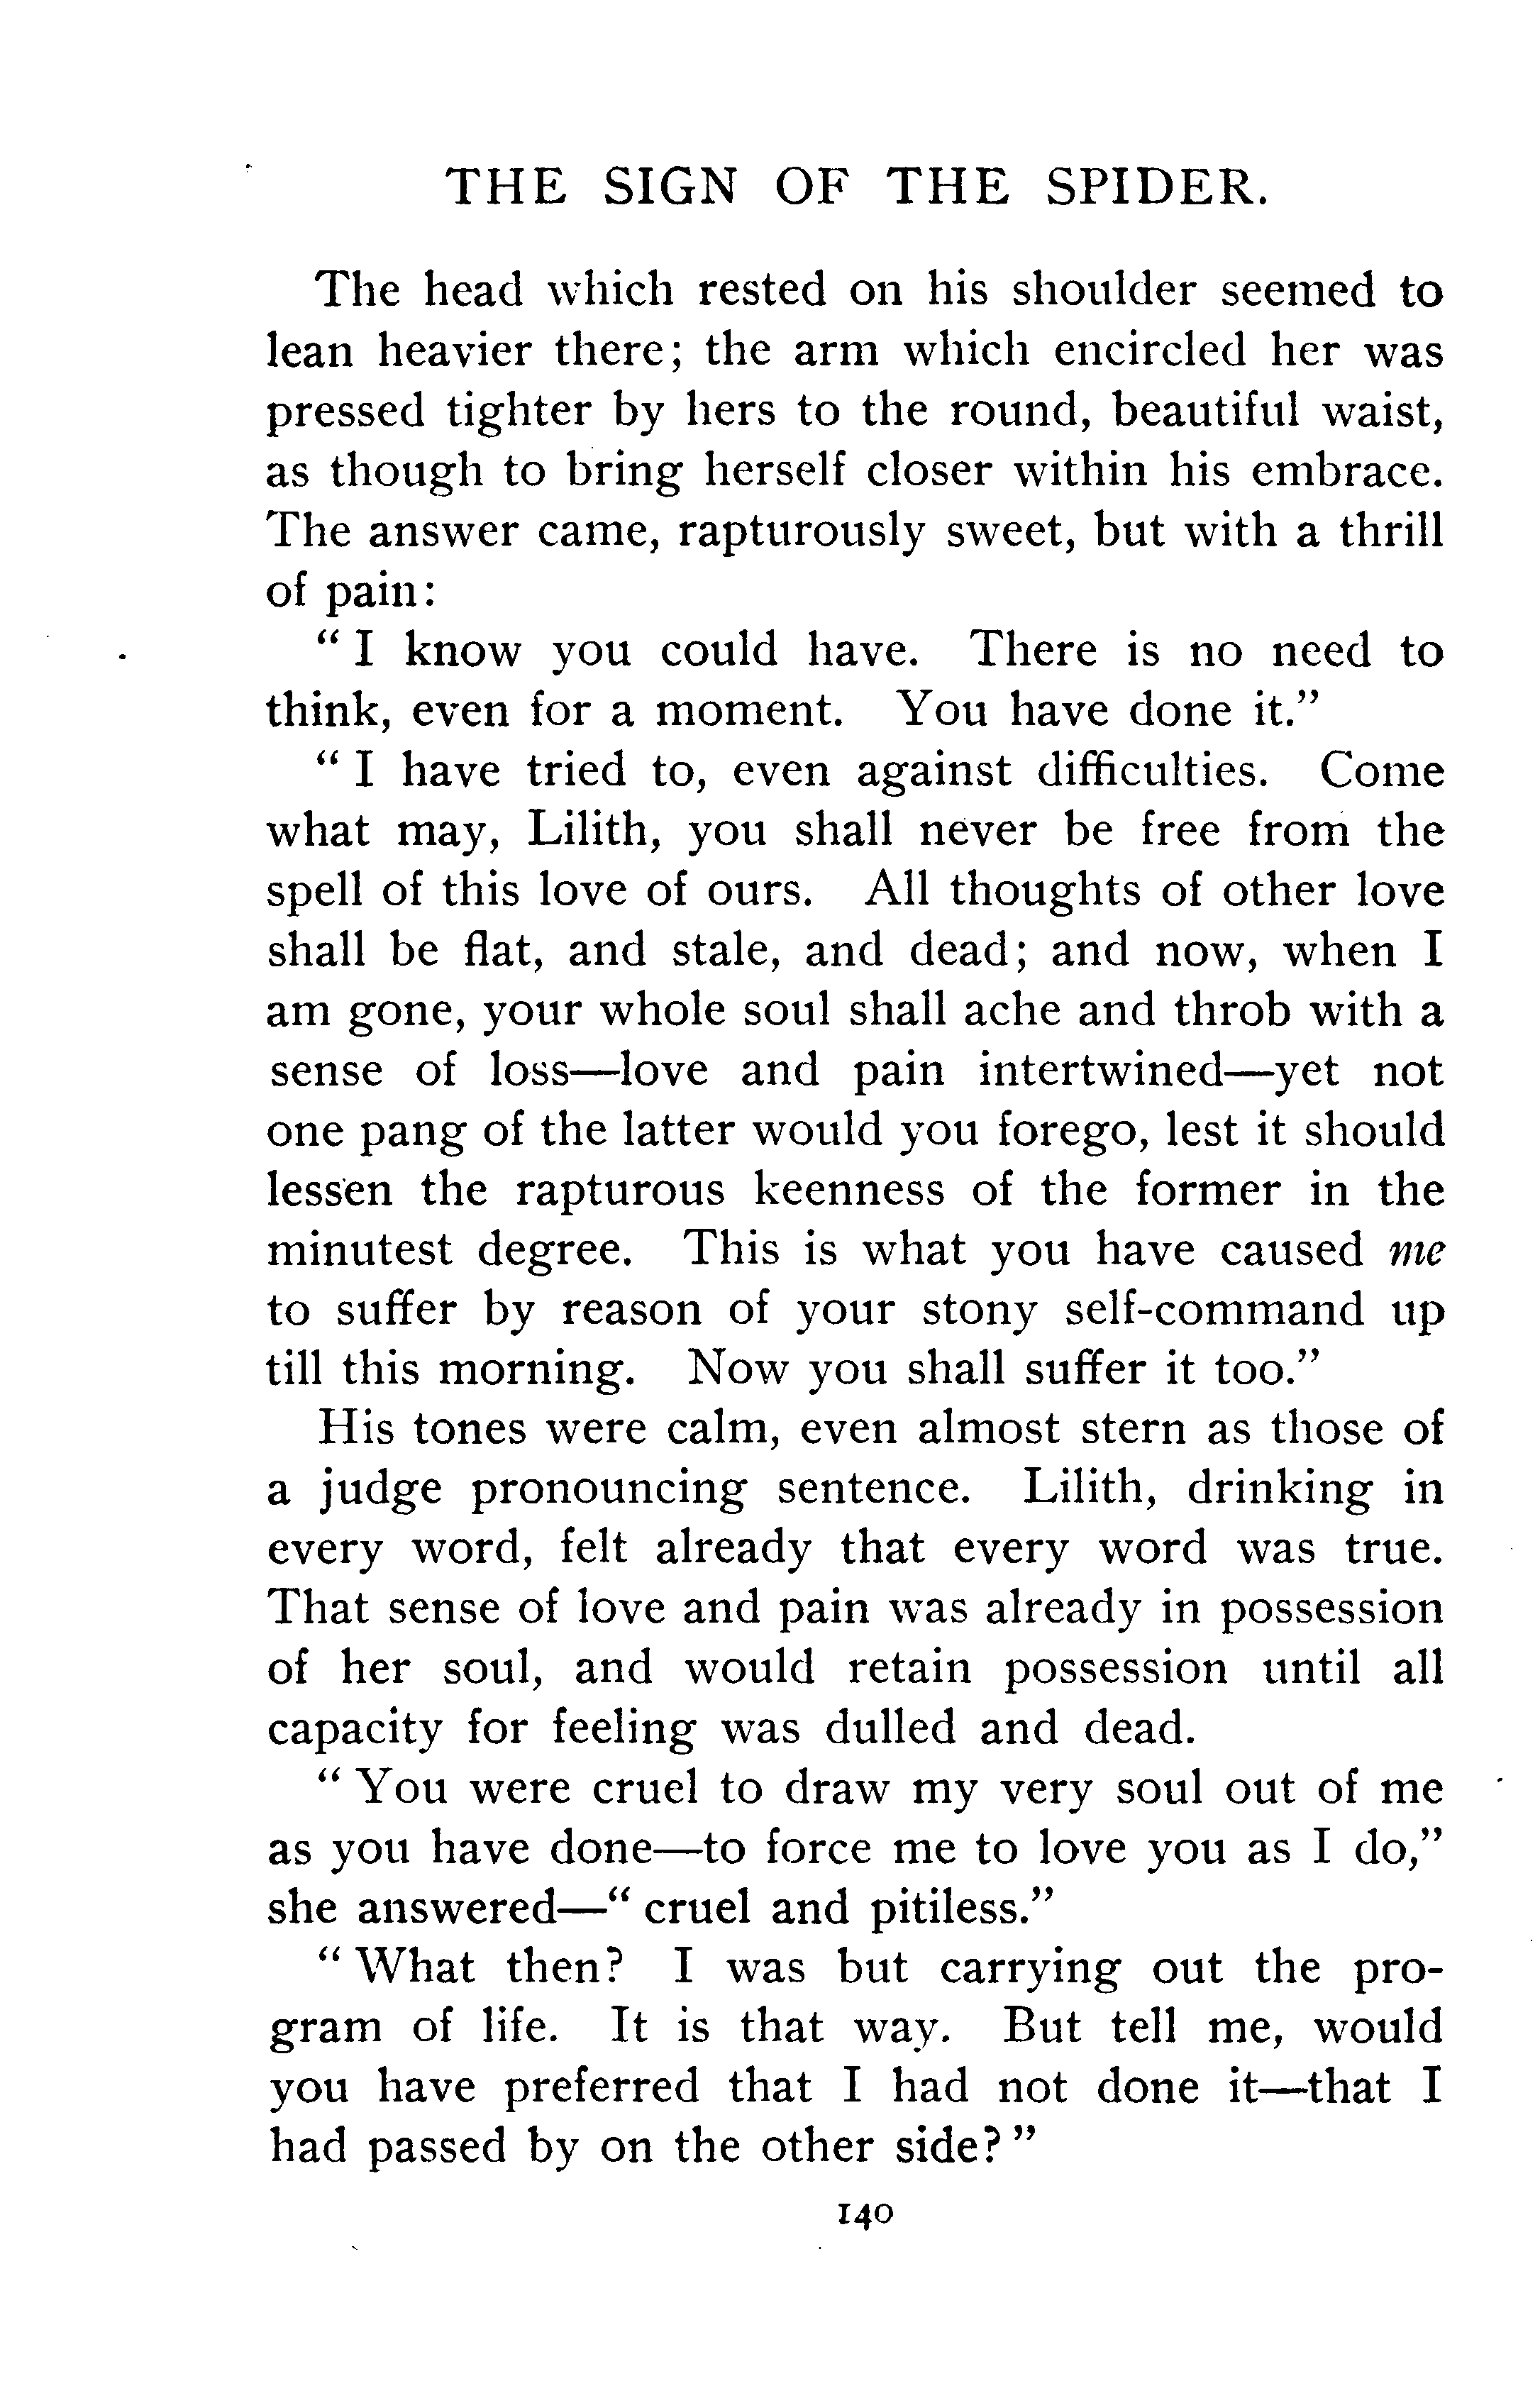 THE SIGN OF THE SPIDER.
The head which rested on his shoulder seemed to
lean heavier there; the arm which encircled her was
pressed tighter by hers to the round, beautiful waist,
as though to bring herself closer within his embrace.
The answer came, rapturously sweet, but with a thrill
of pain:
“ I know you could have. There is no need to
think, even for a moment. You have done it.”
“ I have tried to, even against difficulties. Come
what may, Lilith, you shall never be free from the
spell of this love of ours. All thoughts of other love
shall be flat, and stale, and dead; and now, when I
am gone, your whole soul shall ache and throb with a
sense of loss—love and pain intertwined—yet not
one pang of the latter would you forego, lest it should
lessen the rapturous keenness of the former in the
minutest degree. This is what you have caused me
to suffer by reason of your stony self-command up
till this morning. Now you shall suffer it too.”
His tones were calm, even almost stern as those of
a judge pronouncing sentence. Lilith, drinking in
every word, felt already that every word was true.
That sense of love and pain was already in possession
of her soul, and would retain possession until all
capacity for feeling was dulled and dead.
“ You were cruel to draw my very soul out of me
as you have done—to force me to love you as I do,”
she answered—“ cruel and pitiless.”
“ What then? I was but carrying out the pro-
gram of life. It is that way. But tell me, would
you have preferred that I had not done it—that I
had passed by on the other side? ”
140